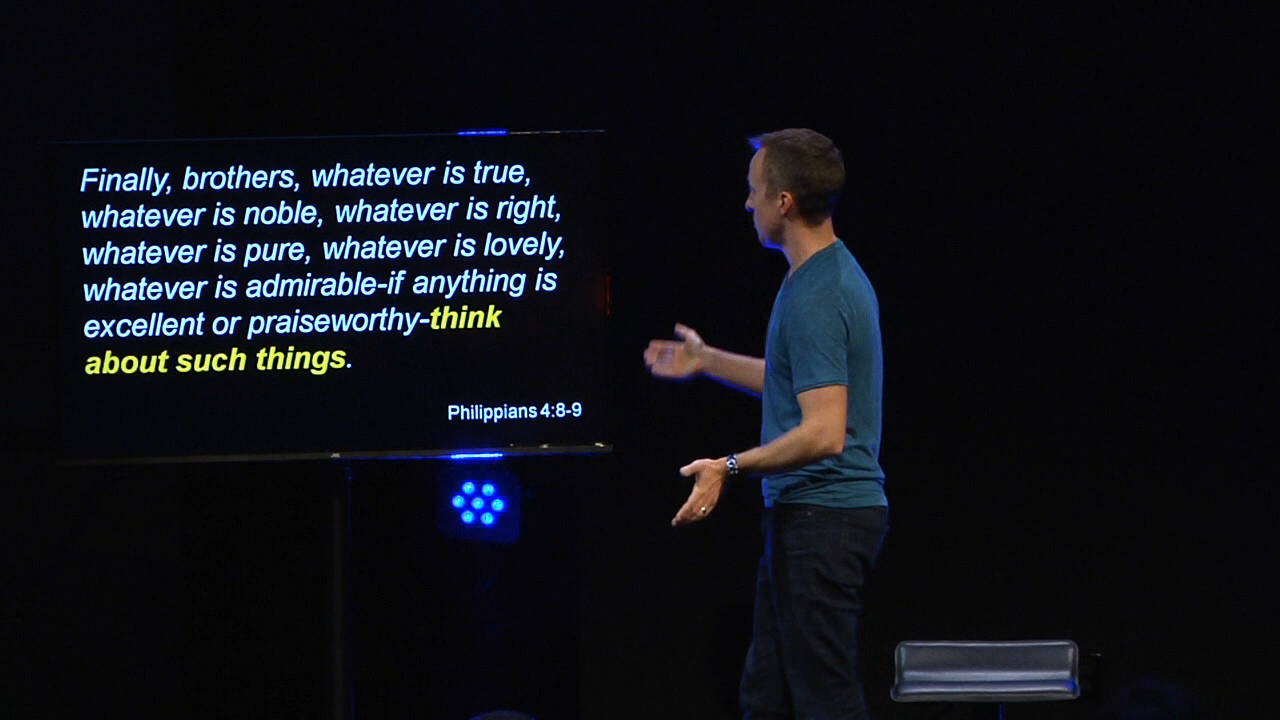 Finally, brothers, whatever is true,
whatever is noble, whatever is right,
whatever is pure, whatever is lovely,
whatever is admirable-if anything is
excellent or praiseworthy-think
about such things.
Philippians 4:8-9